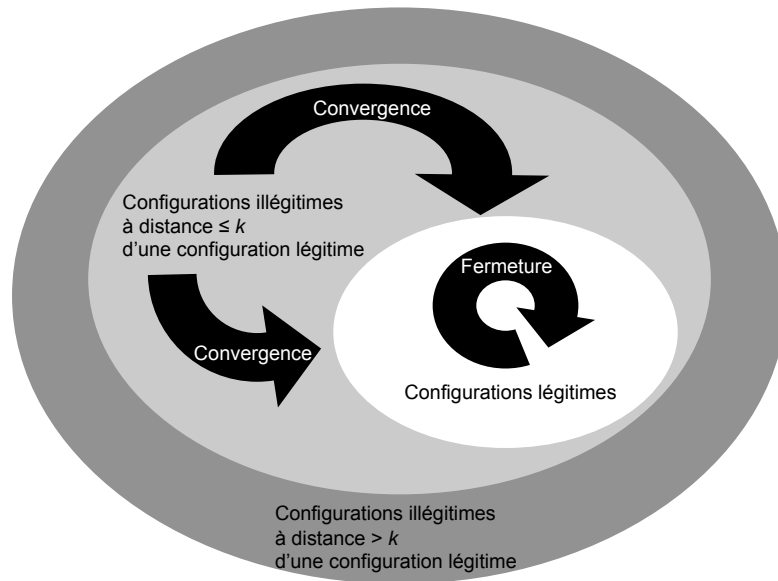 Convergence
Configurations illégitimes
à distance ≤ k
d'une configuration légitime
Fermeture
Convergence
Configurations légitimes
Configurations illégitimes
à distance > k
d'une configuration légitime